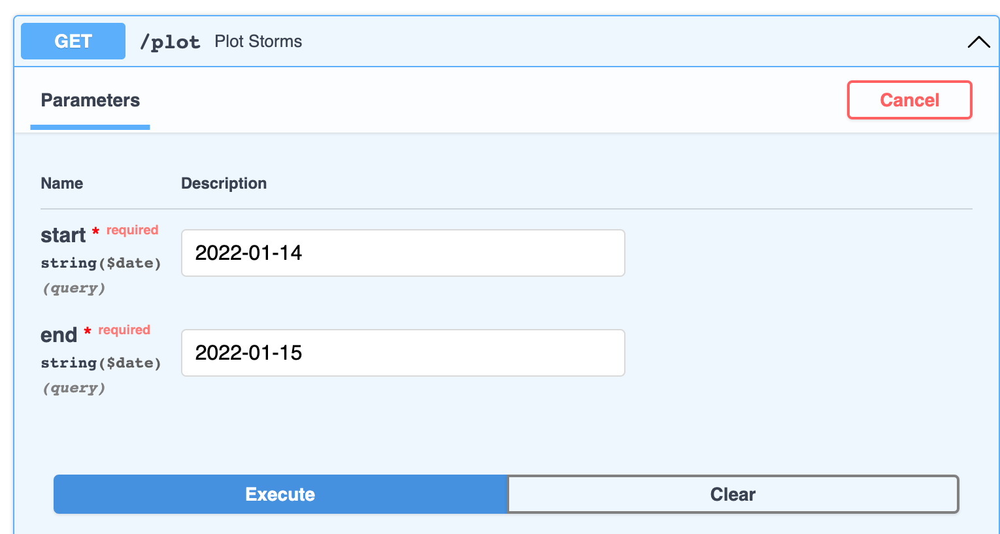 GET /plot Plot Storms
Parameters Cancel
Name Description
start * required
string($date)
(query)
2022-01-14
end * required
string($date)
(query)
2022-01-15
Execute Clear